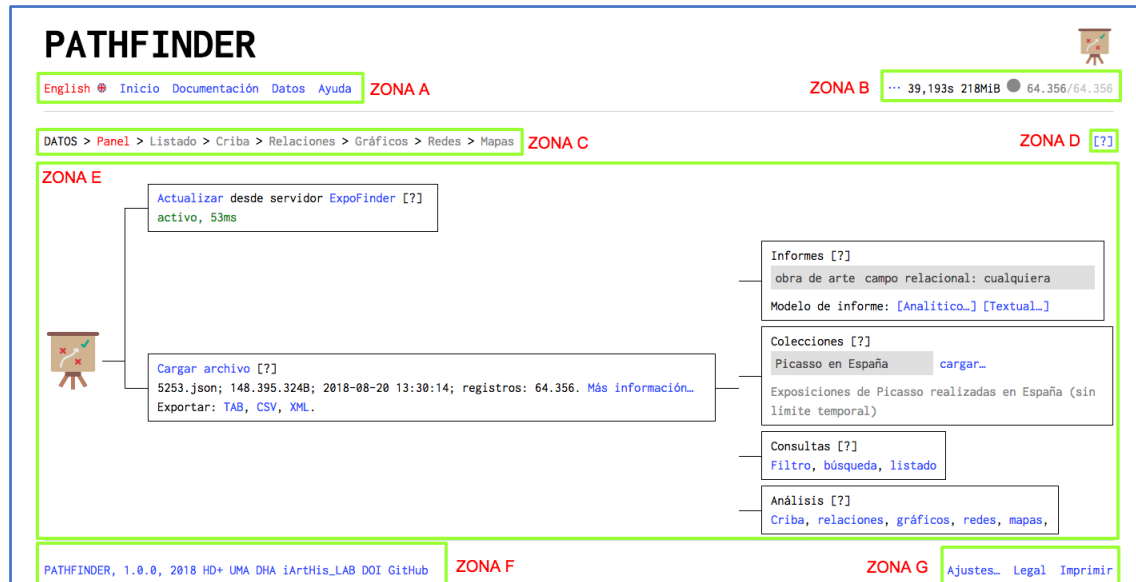 PATHFINDER
English Inicio Documentación Datos Ayuda ZONA A
ZONA B ··· 39,193s 218MiB 64.356/64.356
DATOS > Panel > Listado > Criba > Relaciones > Gráficos > Redes > Mapas ZONA C
ZONA D [?]
ZONA E
Actualizar desde servidor ExpoFinder [?]
activo, 53ms
Cargar archivo [?]
5253.json; 148.395.324B; 2018-08-20 13:30:14; registros: 64.356. Más información…
Exportar: TAB, CSV, XML.
Informes [?]
obra de arte campo relacional: cualquiera
Modelo de informe: [Analítico…] [Textual…]
Colecciones [?]
Picasso en España cargar…
Exposiciones de Picasso realizadas en España (sin
límite temporal)
Consultas [?]
Filtro, búsqueda, listado
Análisis [?]
Criba, relaciones, gráficos, redes, mapas,
PATHFINDER, 1.0.0, 2018 HD+ UMA DHA iArtHis_LAB DOI GitHub ZONA F
ZONA G Ajustes… Legal Imprimir